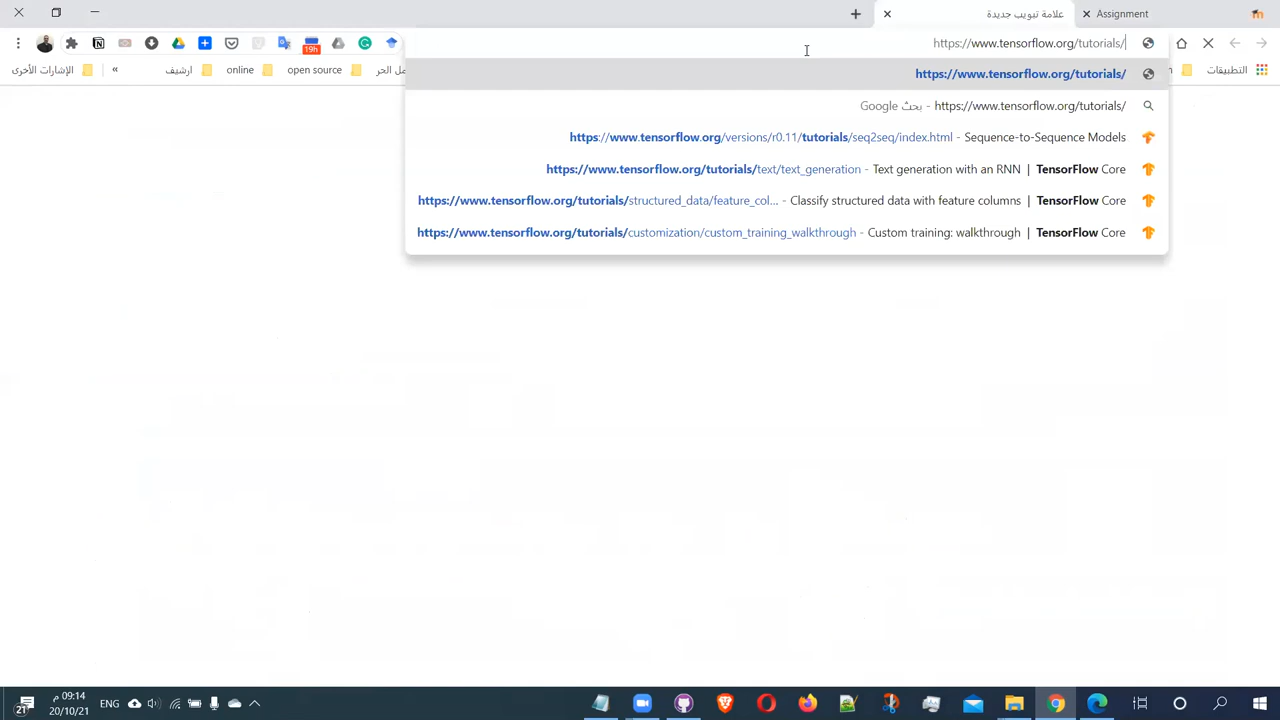 علامة تبويب جديدة
Assignment
https://www.tensorflow.org/tutorials/
19h
التطبيقات
مل الحر
open source
online
ارشيف
»
الإشارات الأخرى
https://www.tensorflow.org/tutorials/
https://www.tensorflow.org/tutorials/ - بحث Google
https://www.tensorflow.org/versions/r0.11/tutorials/seq2seq/index.html - Sequence-to-Sequence Models
https://www.tensorflow.org/tutorials/text/text_generation - Text generation with an RNN | TensorFlow Core
https://www.tensorflow.org/tutorials/structured_data/feature_col... - Classify structured data with feature columns | TensorFlow Core
https://www.tensorflow.org/tutorials/customization/custom_training_walkthrough - Custom training: walkthrough | TensorFlow Core
09:14 م
20/10/21
ENG
21